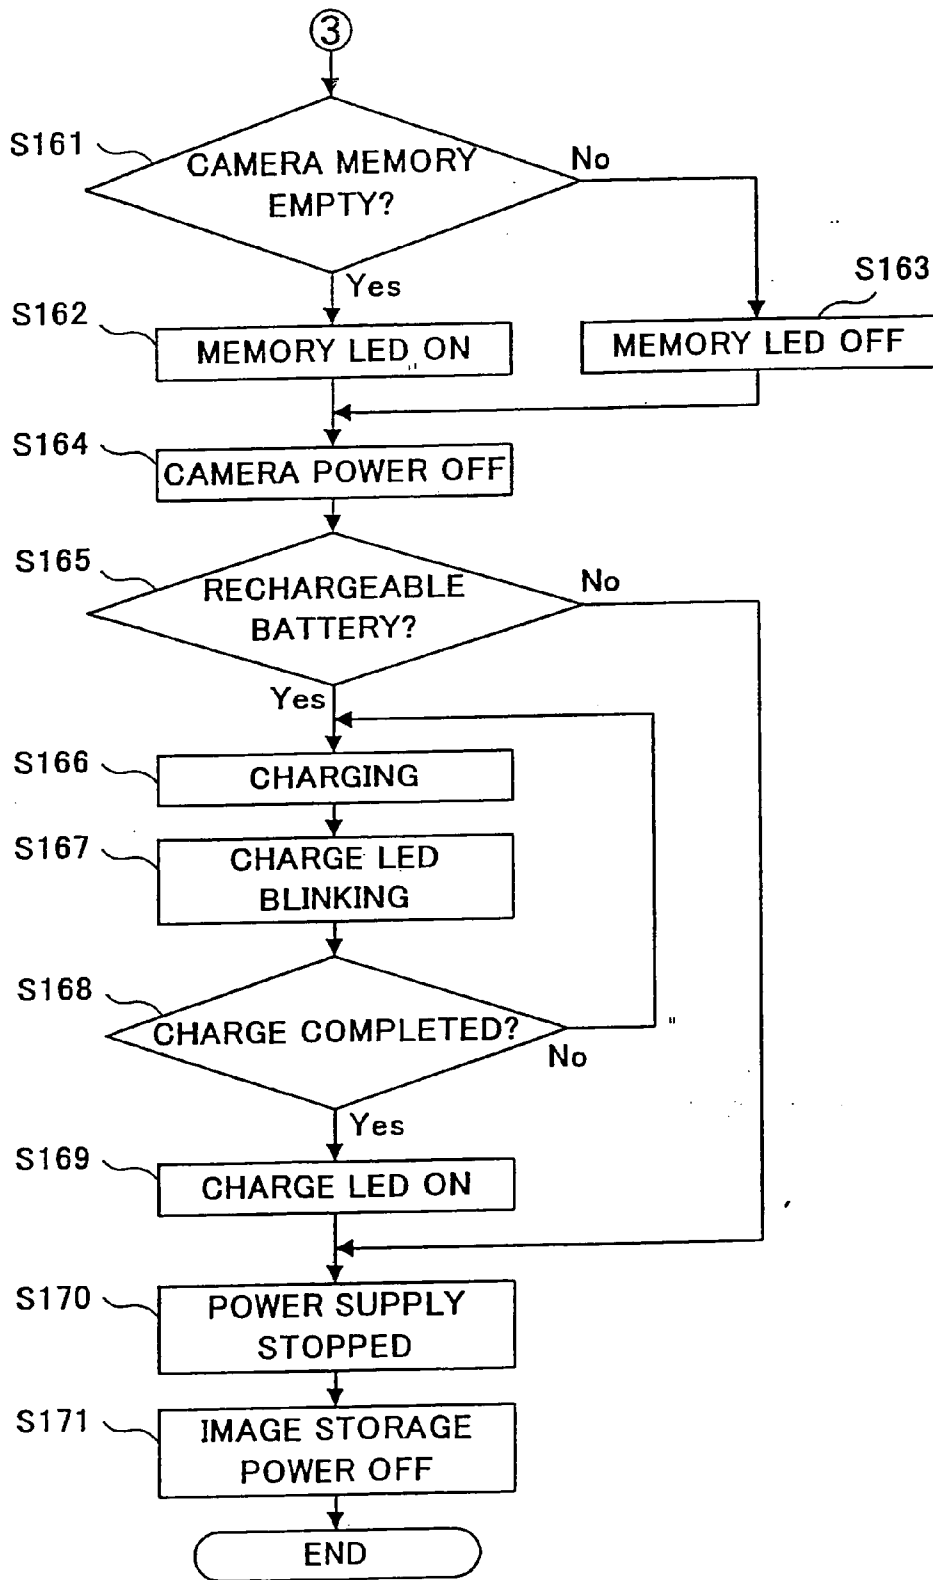 3
S161
CAMERA MEMORY
EMPTY?
No
Yes
S162
MEMORY LED ON
S163
MEMORY LED OFF
S164
CAMERA POWER OFF
S165
RECHARGEABLE
BATTERY?
No
Yes
S166
CHARGING
S167
CHARGE LED
BLINKING
S168
CHARGE COMPLETED?
No
Yes
S169
CHARGE LED ON
S170
POWER SUPPLY
STOPPED
S171
IMAGE STORAGE
POWER OFF
END